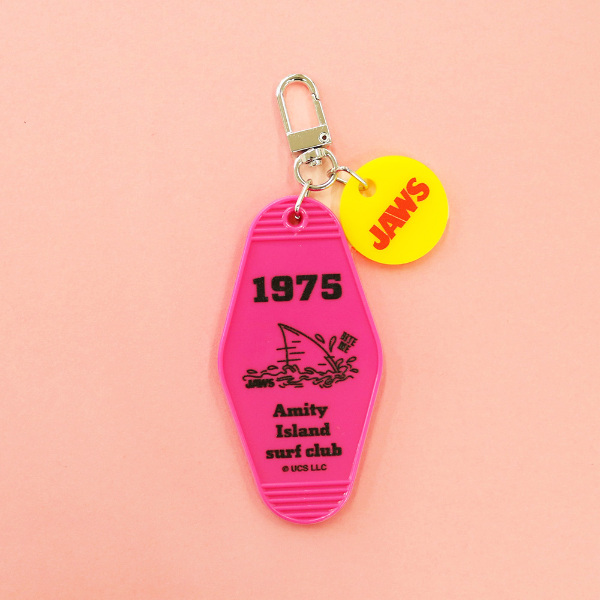 JAWS
1975
JAWS
Amity
Island
surf club
© UCS LLC